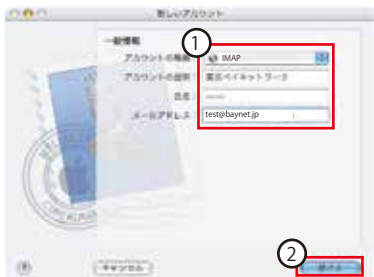 新しいアカウント
一般情報
①
アカウントの種類： IMAP
アカウントの説明： 東京ベイネットワーク
氏名：
メールアドレス： test@baynet.jp
②
キャンセル